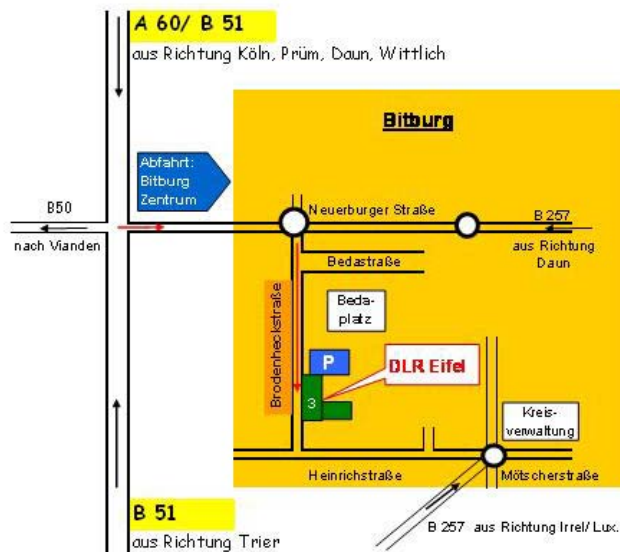 A 60/ B 51
aus Richtung Köln, Prüm, Daun, Wittlich
Bitburg
Abfahrt:
Bitburg
Zentrum
B50
nach Vianden
Neuerburger Straße
B 257
aus Richtung
Daun
Bedastraße
Brodenheckstraße
Beda-
platz
P
DLR Eifel
3
Kreis-
verwaltung
Heinrichstraße
Mötscherstraße
B 51
aus Richtung Trier
B 257 aus Richtung Irrel/ Lux.